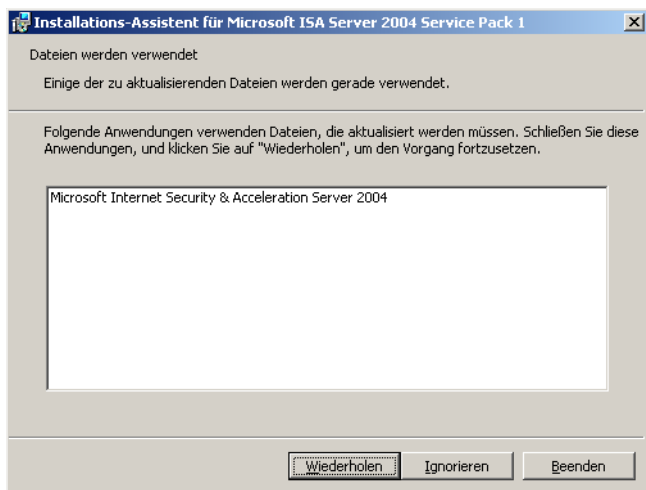 Installations-Assistent für Microsoft ISA Server 2004 Service Pack 1
Dateien werden verwendet
Einige der zu aktualisierenden Dateien werden gerade verwendet.
Folgende Anwendungen verwenden Dateien, die aktualisiert werden müssen. Schließen Sie diese
Anwendungen, und klicken Sie auf "Wiederholen", um den Vorgang fortzusetzen.
Microsoft Internet Security & Acceleration Server 2004
Wiederholen
Ignorieren
Beenden